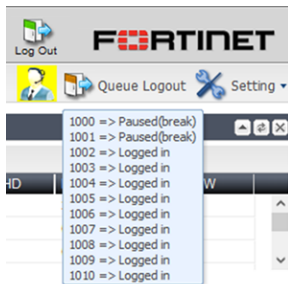 Log Out
FORTINET
Queue Logout
Setting
1000 => Paused(break)
1001 => Paused(break)
1002 => Logged in
1003 => Logged in
HD
1004 => Logged in
W
1005 => Logged in
1006 => Logged in
1007 => Logged in
1008 => Logged in
1009 => Logged in
1010 => Logged in